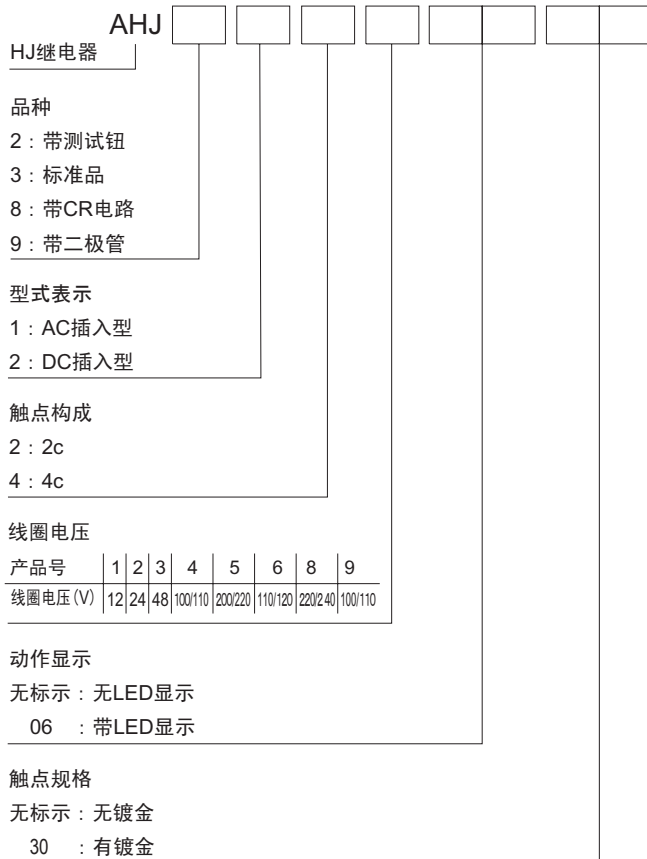 AHJ
HJ继电器
品种
2：带测试钮
3：标准品
8：带CR电路
9：带二极管
型式表示
1：AC插入型
2：DC插入型
触点构成
2：2c
4：4c
线圈电压
产品号 1 2 3 4 5 6 8 9
线圈电压(V) 12 24 48 100/110 200/220 110/120 220/240 100/110
动作显示
无标示：无LED显示
06 ：带LED显示
触点规格
无标示：无镀金
30 ：有镀金